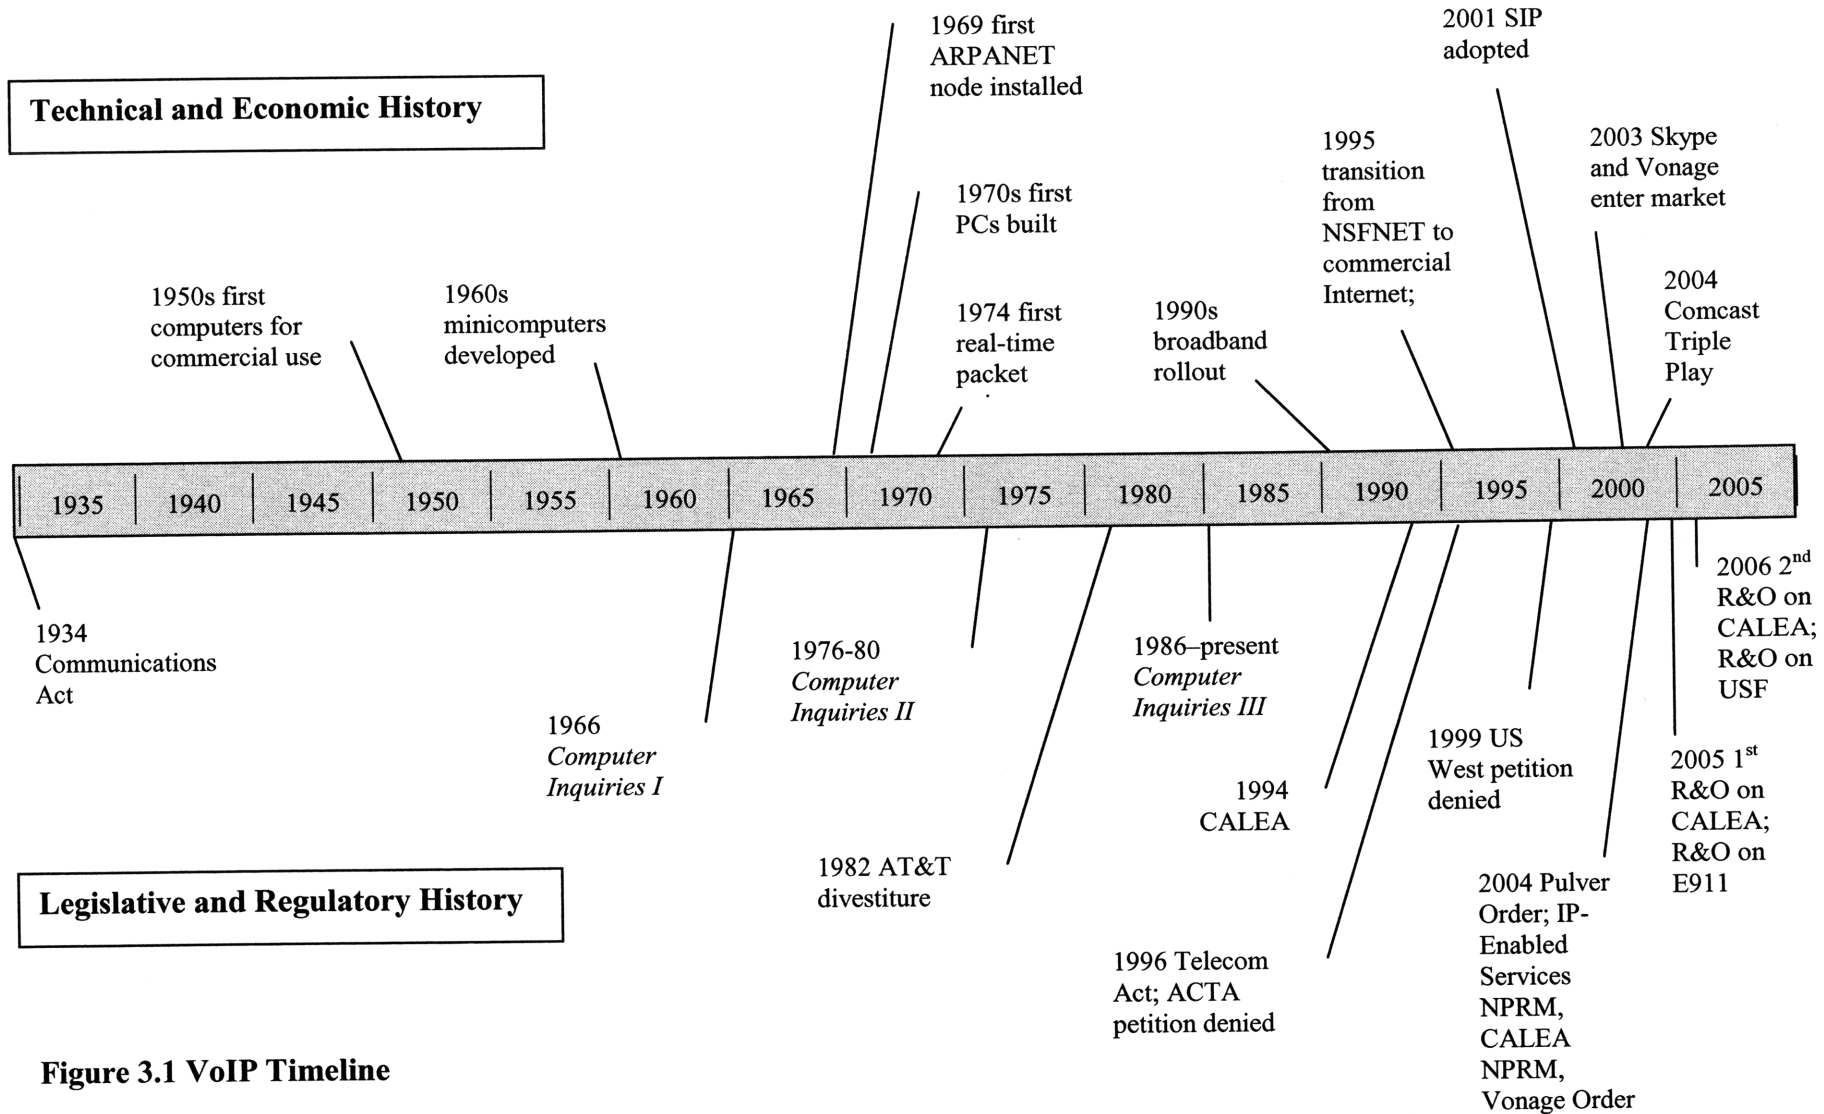 1969 first
ARPANET
node installed
2001 SIP
adopted
Technical and Economic History
1995
transition
from
NSFNET to
commercial
Internet;
2003 Skype
and Vonage
enter market
1970s first
PCs built
1950s first
computers for
commercial use
1960s
minicomputers
developed
1974 first
real-time
packet
1990s
broadband
rollout
2004
Comcast
Triple
Play
1935 1940 1945 1950 1955 1960 1965 1970 1975 1980 1985 1990 1995 2000 2005
1934
Communications
Act
1966
Computer
Inquiries I
1976-80
Computer
Inquiries II
1982 AT&T
divestiture
1986–present
Computer
Inquiries III
1994
CALEA
1996 Telecom
Act; ACTA
petition denied
1999 US
West petition
denied
2004 Pulver
Order; IP-
Enabled
Services
NPRM,
CALEA
NPRM,
Vonage Order
2005 1st
R&O on
CALEA;
R&O on
E911
2006 2nd
R&O on
CALEA;
R&O on
USF
Legislative and Regulatory History
Figure 3.1 VoIP Timeline